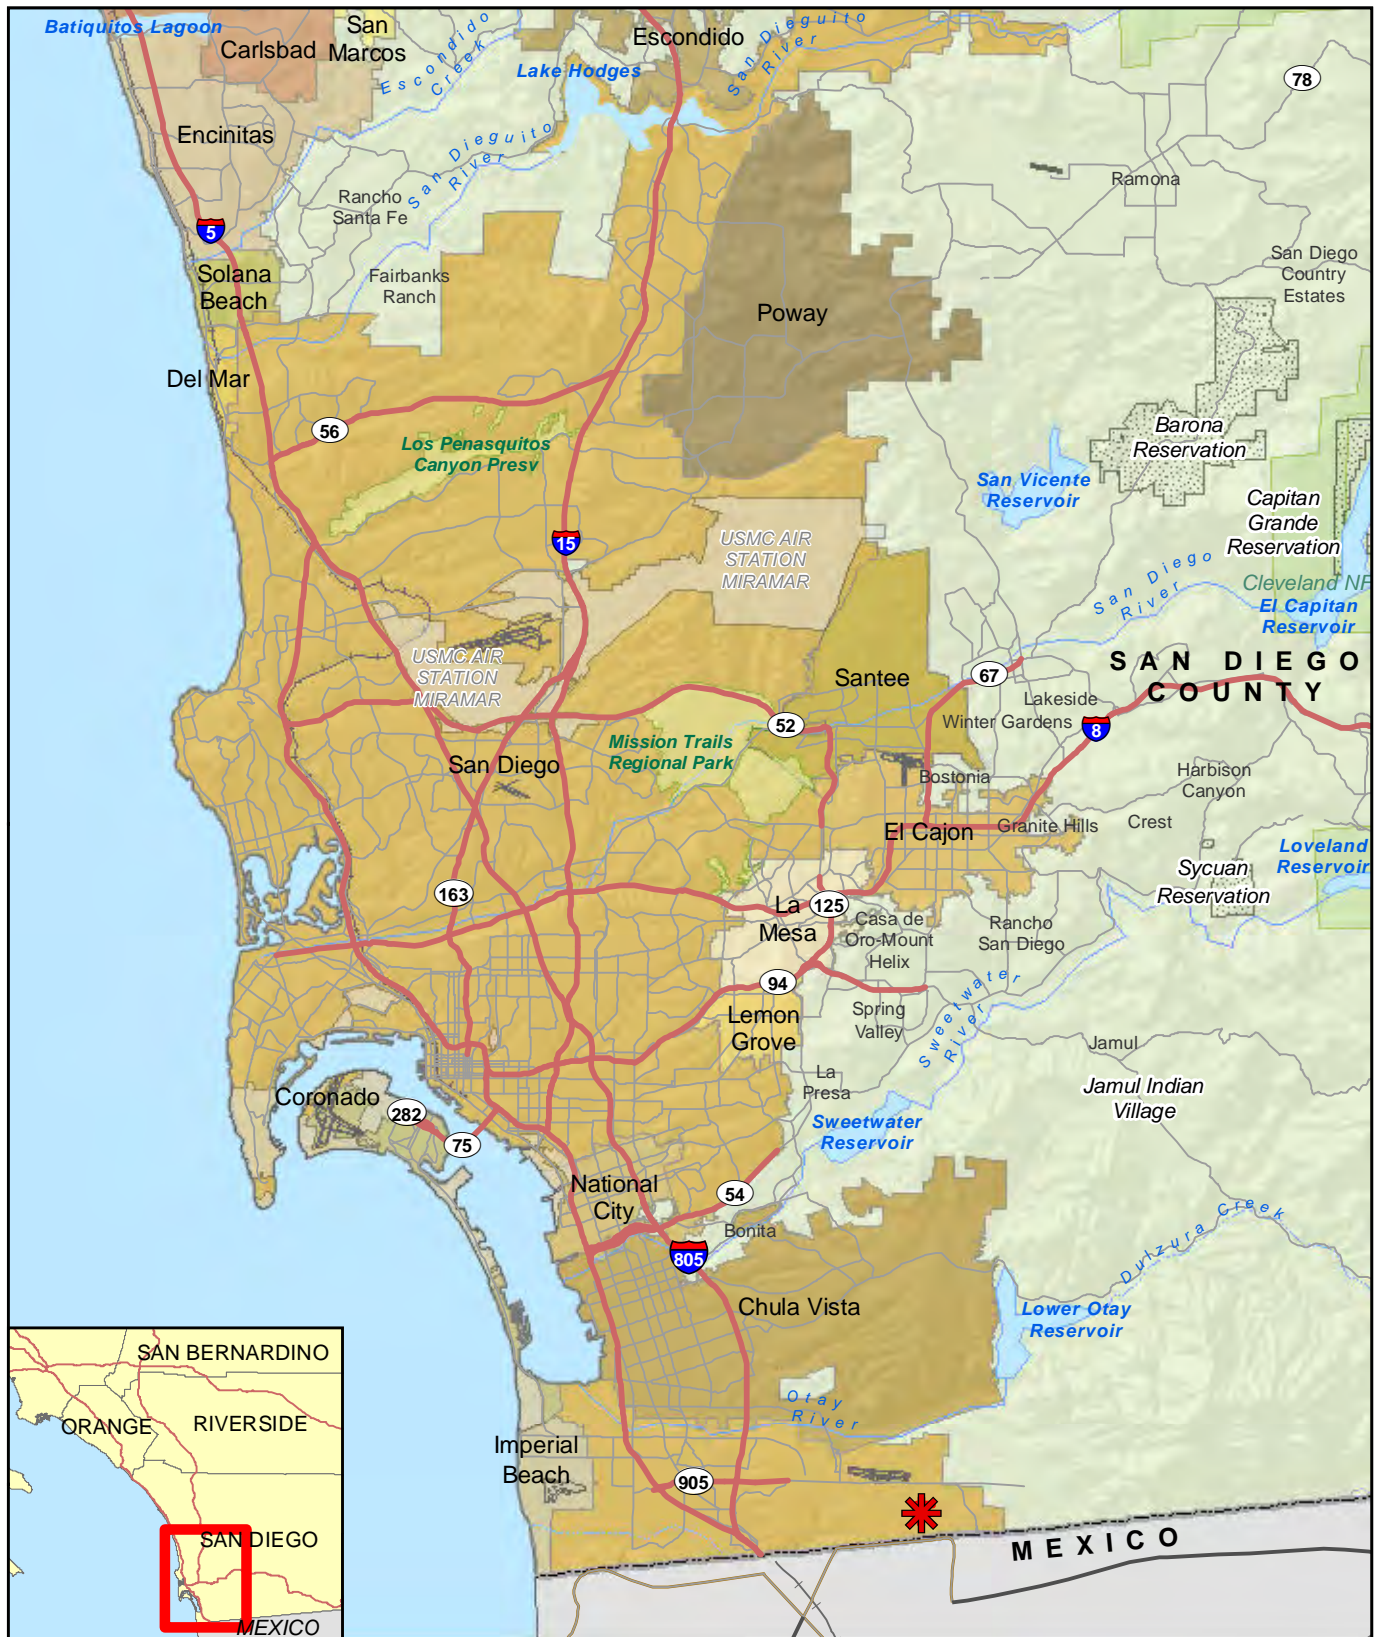 Batiquitos Lagoon
Carlsbad
San
Marcos
Escondido
Creek
Escondido
San Dieguito
River
Lake Hodges
78
Encinitas
San Dieguito
River
Rancho
Santa Fe
Ramona
5
Solana
Beach
Fairbanks
Ranch
San Diego
Country
Estates
Poway
Del Mar
56
Los Penasquitos
Canyon Presv
Barona
Reservation
San Vicente
Reservoir
Capitan
Grande
Reservation
15
USMC AIR
STATION
MIRAMAR
San Diego
River
Cleveland NF
El Capitan
Reservoir
USMC AIR
STATION
MIRAMAR
SAN DIEGO
COUNTY
Santee
67
Lakeside
Winter Gardens
8
52
Mission Trails
Regional Park
San Diego
Bostonia
Harbison
Canyon
El Cajon
Granite Hills
Crest
Loveland
Reservoir
Sycuan
Reservation
163
125
La
Mesa
Casa de
Oro-Mount
Helix
Rancho
San Diego
94
Lemon
Grove
Spring
Valley
Sweetwater
River
Jamul
La
Presa
Jamul Indian
Village
Coronado
282
75
Sweetwater
Reservoir
National
City
54
Bonita
Dulzura Creek
805
Chula Vista
Lower Otay
Reservoir
Otay
River
Imperial
Beach
905
MEXICO
SAN BERNARDINO
ORANGE
RIVERSIDE
SAN DIEGO
MEXICO